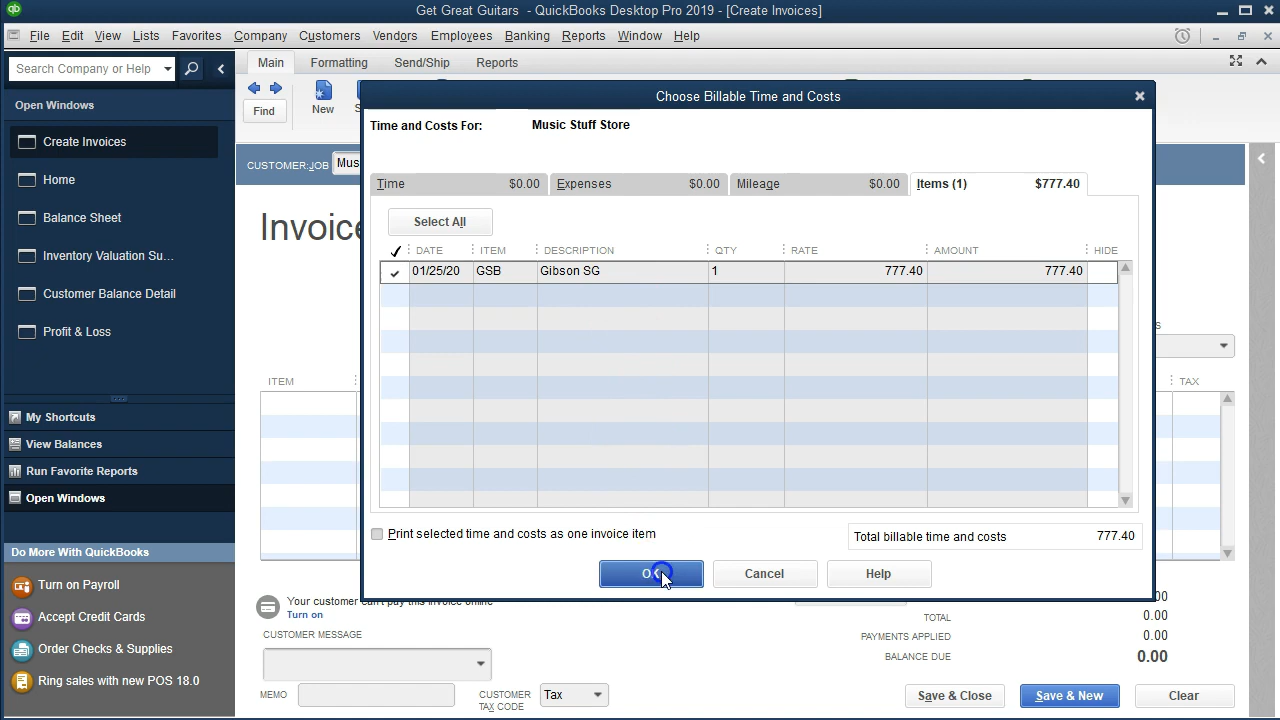 Get Great Guitars - QuickBooks Desktop Pro 2019 - [Create Invoices]
File Edit View Lists Favorites Company Customers Vendors Employees Banking Reports Window Help
Search Company or Help
Main Formatting Send/Ship Reports
Open Windows
Find
New
Create Invoices
Home
Balance Sheet
Inventory Valuation Su...
Customer Balance Detail
Profit & Loss
My Shortcuts
View Balances
Run Favorite Reports
Open Windows
Do More With QuickBooks
Turn on Payroll
Accept Credit Cards
Order Checks & Supplies
Ring sales with new POS 18.0
CUSTOMER:JOB
ITEM
TAX
Choose Billable Time and Costs
Time and Costs For: Music Stuff Store
Time $0.00 Expenses $0.00 Mileage $0.00 Items (1) $777.40
Select All
DATE ITEM DESCRIPTION QTY RATE AMOUNT HIDE
01/25/20 GSB Gibson SG 1 777.40 777.40
Print selected time and costs as one invoice item
Total billable time and costs 777.40
OK Cancel Help
Your customer can't pay this invoice online
Turn on
CUSTOMER MESSAGE
MEMO
CUSTOMER
TAX CODE
Tax
TOTAL 0.00
PAYMENTS APPLIED 0.00
BALANCE DUE 0.00
Save & Close Save & New Clear